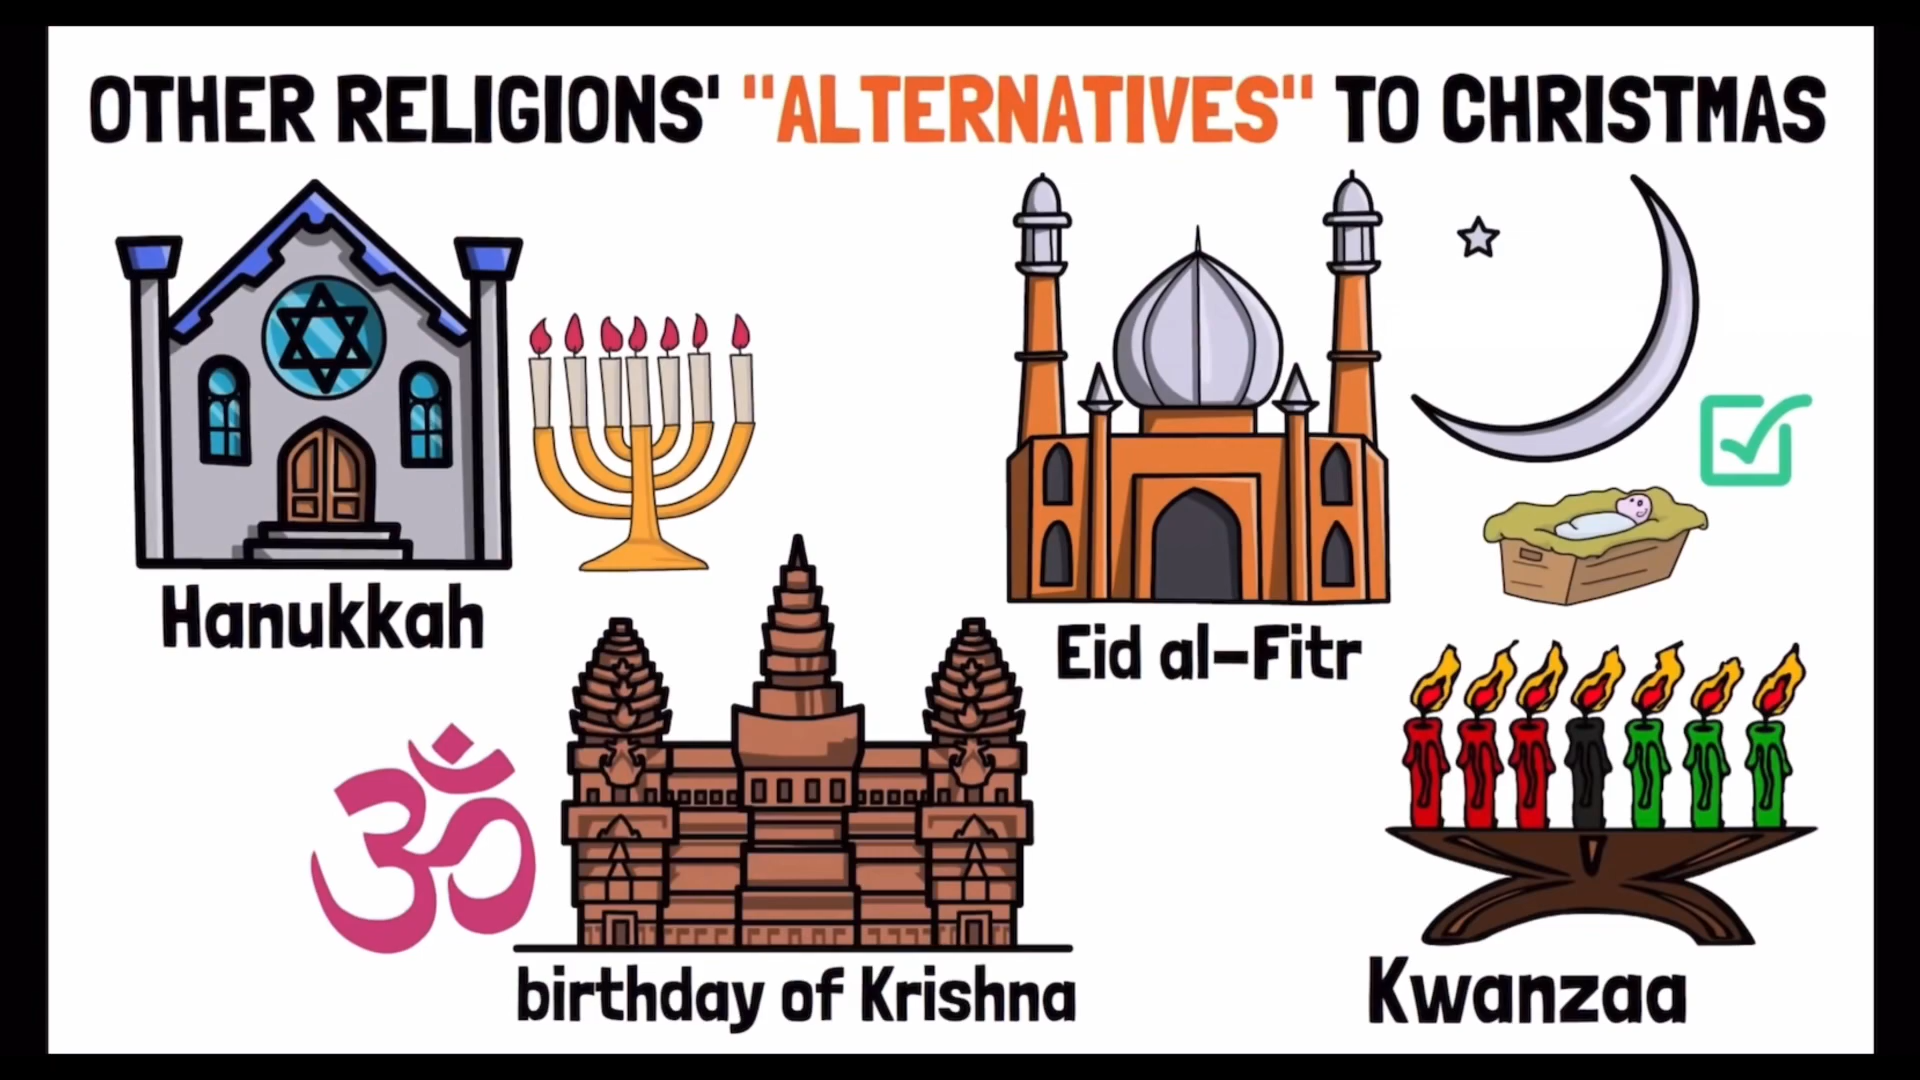 OTHER RELIGIONS' "ALTERNATIVES" TO CHRISTMAS
Hanukkah
Eid al-Fitr
birthday of Krishna
Kwanzaa
ॐ